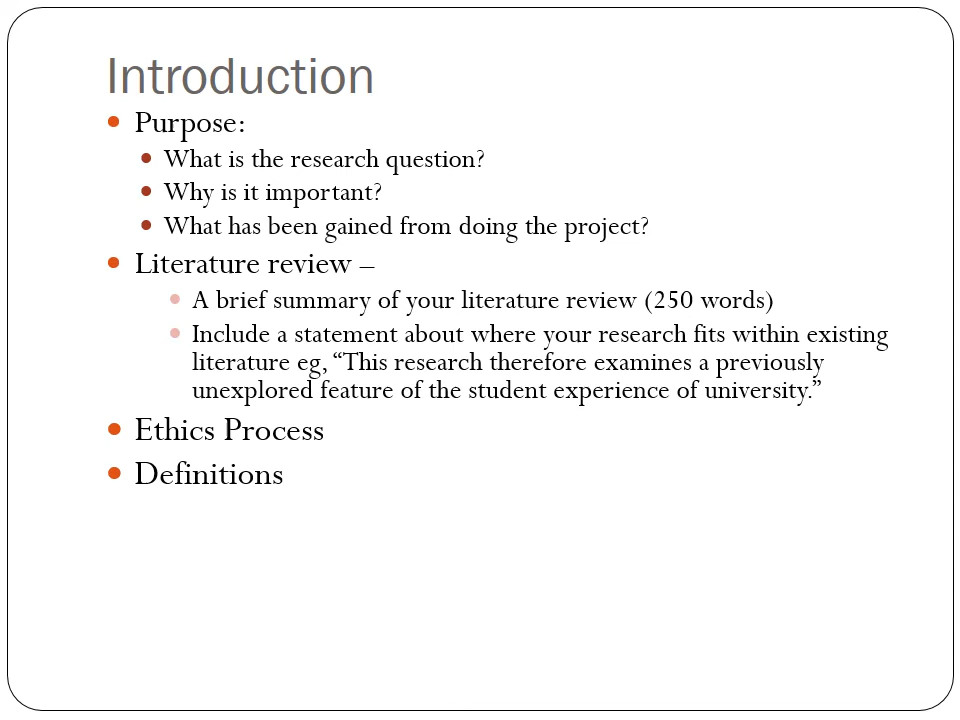 Introduction
Purpose:
What is the research question?
Why is it important?
What has been gained from doing the project?
Literature review –
A brief summary of your literature review (250 words)
Include a statement about where your research fits within existing
literature eg, “This research therefore examines a previously
unexplored feature of the student experience of university.”
Ethics Process
Definitions